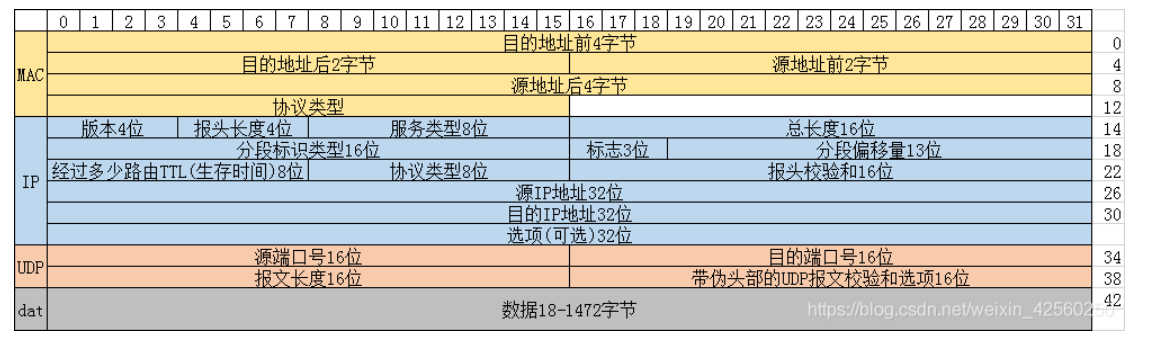 0 1 2 3 4 5 6 7 8 9 10 11 12 13 14 15 16 17 18 19 20 21 22 23 24 25 26 27 28 29 30 31
MAC 目的地址前4字节 0
目的地址后2字节 源地址前2字节 4
源地址后4字节 8
协议类型 12
IP 版本4位 报头长度4位 服务类型8位 总长度16位 14
分段标识类型16位 标志3位 分段偏移量13位 18
经过多少路由TTL(生存时间)8位 协议类型8位 报头校验和16位 22
源IP地址32位 26
目的IP地址32位 30
选项(可选)32位
UDP 源端口号16位 目的端口号16位 34
报文长度16位 带伪头部的UDP报文校验和选项16位 38
dat 数据18-1472字节 42
https://blog.csdn.net/weixin_42560256